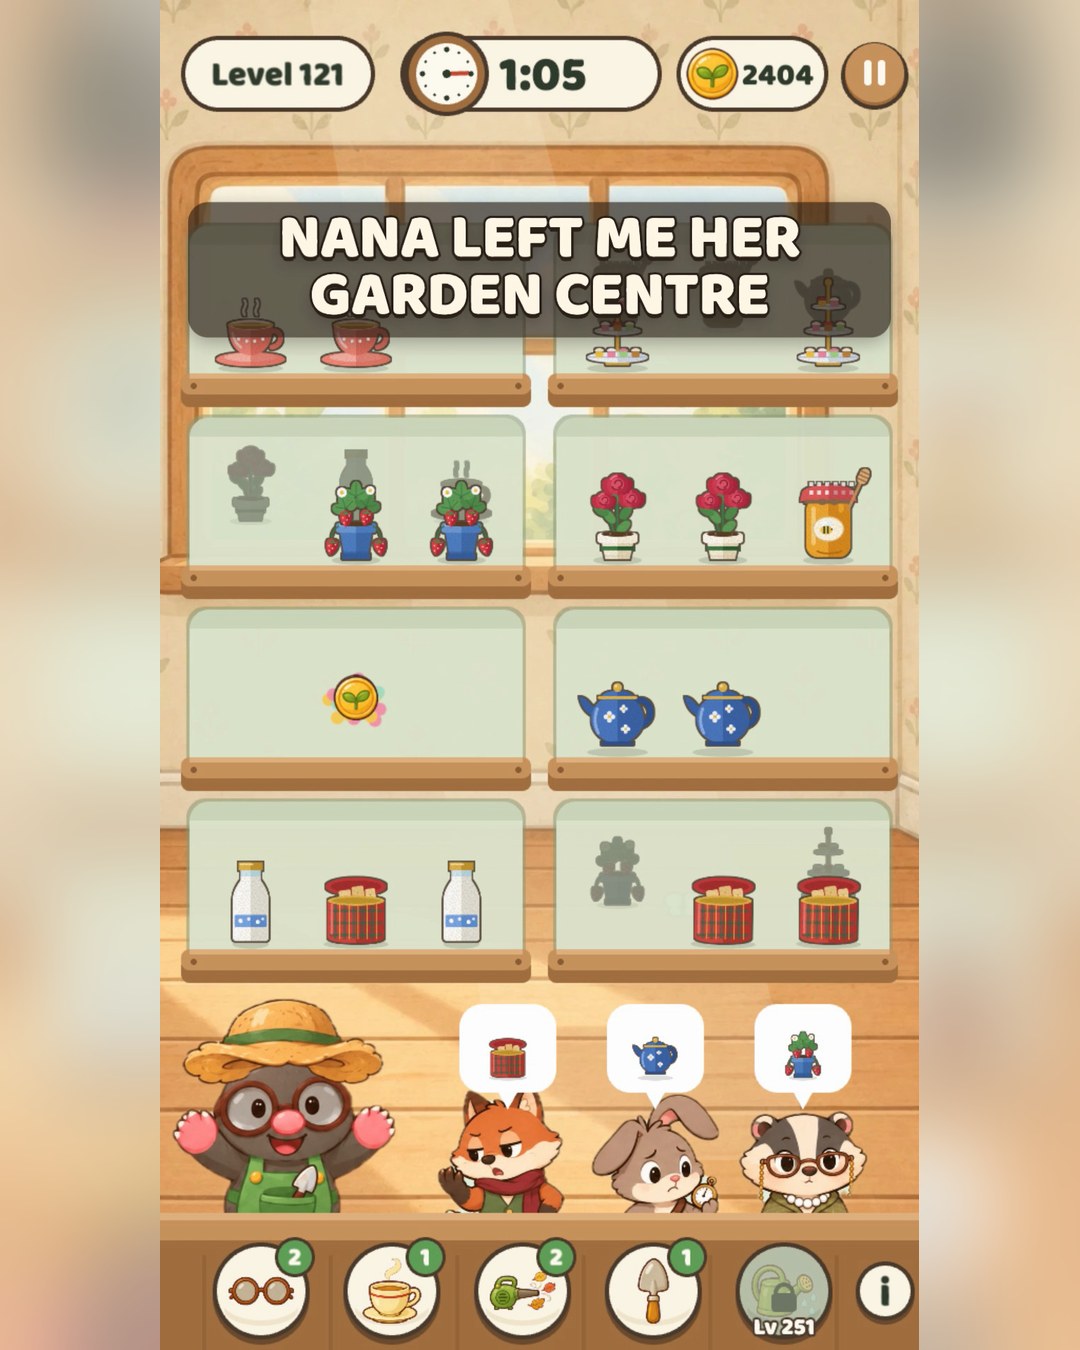 Level 121
1:05
2404
NANA LEFT ME HER
GARDEN CENTRE
2
1
2
1
Lv 251
i